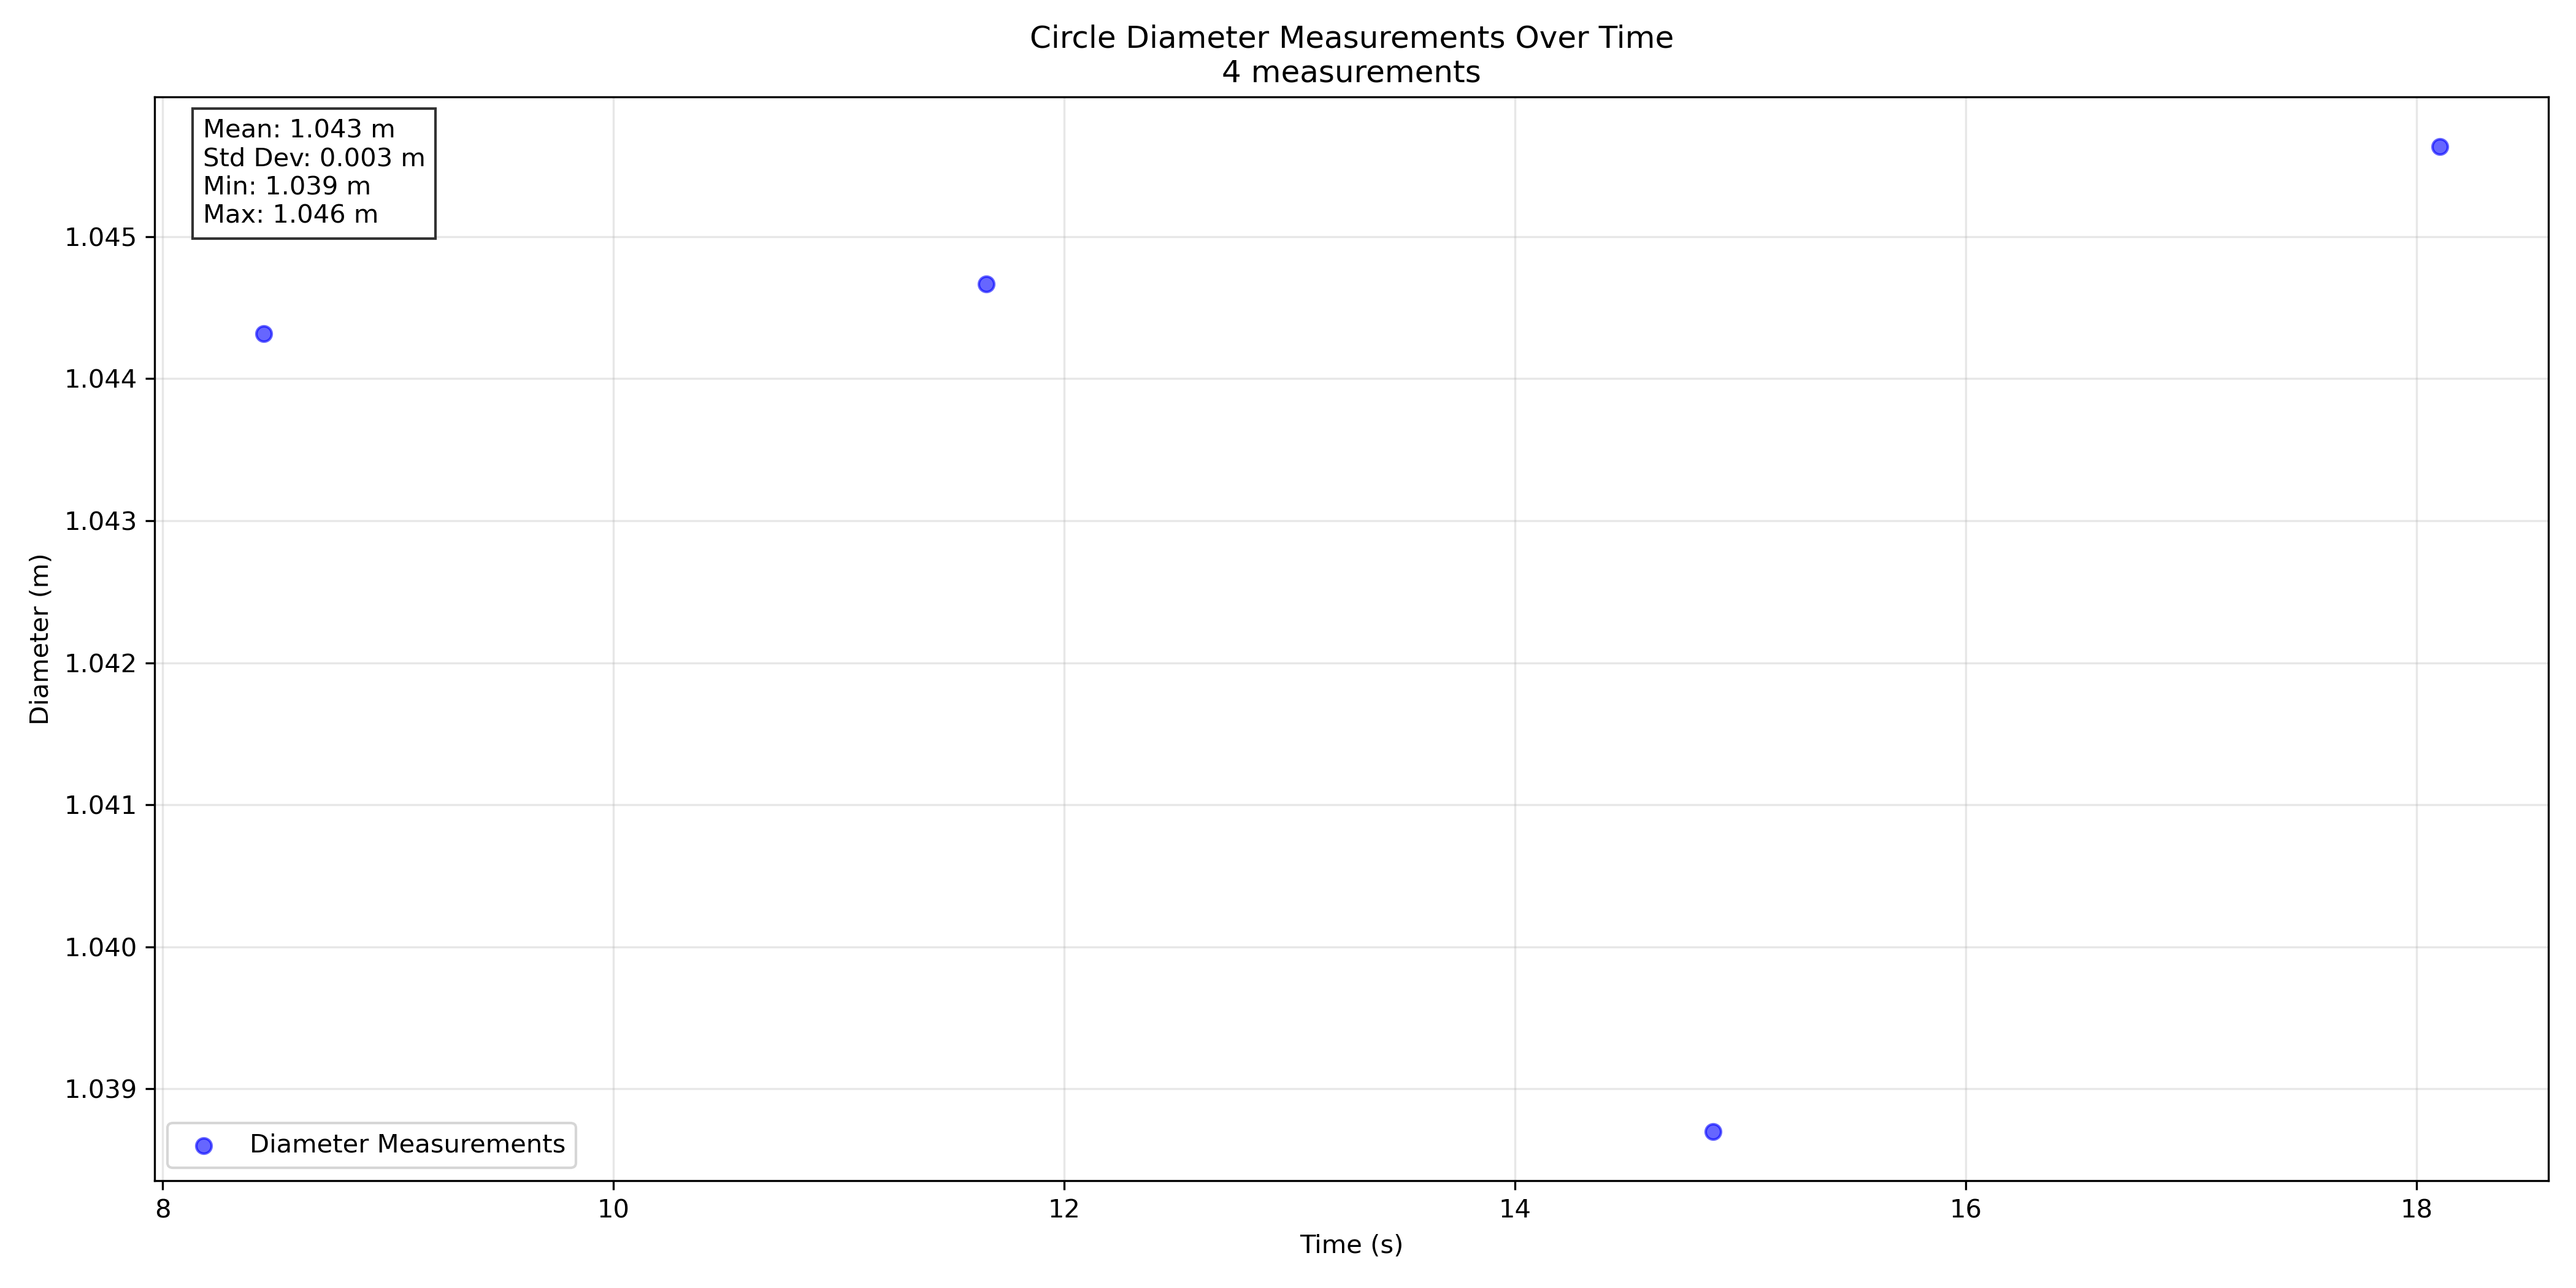 Circle Diameter Measurements Over Time
4 measurements
Mean: 1.043 m
Std Dev: 0.003 m
Min: 1.039 m
Max: 1.046 m
1.045
1.044
1.043
1.042
1.041
1.040
1.039
Diameter (m)
Diameter Measurements
8 10 12 14 16 18
Time (s)